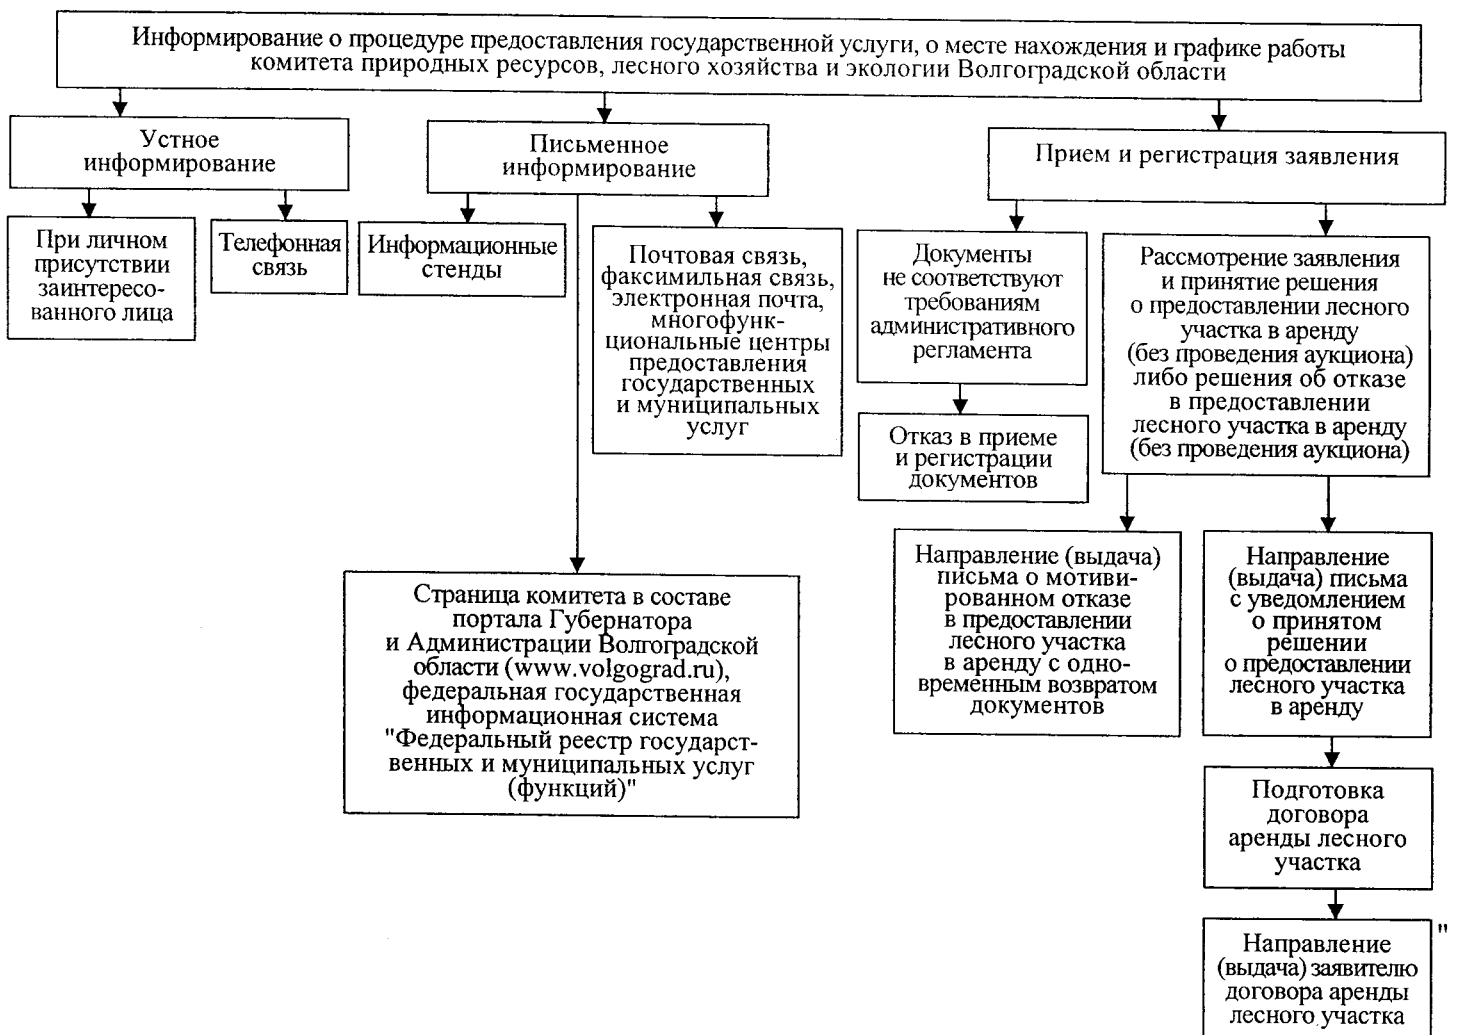 Информирование о процедуре предоставления государственной услуги, о месте нахождения и графике работы
комитета природных ресурсов, лесного хозяйства и экологии Волгоградской области
Устное
информирование
Письменное
информирование
Прием и регистрация заявления
При личном
присутствии
заинтересо-
ванного лица
Телефонная
связь
Информационные
стенды
Почтовая связь,
факсимильная связь,
электронная почта,
многофунк-
циональные центры
предоставления
государственных
и муниципальных
услуг
Документы
не соответствуют
требованиям
административного
регламента
Рассмотрение заявления
и принятие решения
о предоставлении лесного
участка в аренду
(без проведения аукциона)
либо решения об отказе
в предоставлении
лесного участка в аренду
(без проведения аукциона)
Отказ в приеме
и регистрации
документов
Страница комитета в составе
портала Губернатора
и Администрации Волгоградской
области (www.volgograd.ru),
федеральная государственная
информационная система
"Федеральный реестр государст-
венных и муниципальных услуг
(функций)"
Направление (выдача)
письма о мотиви-
рованном отказе
в предоставлении
лесного участка
в аренду с одно-
временным возвратом
документов
Направление
(выдача) письма
с уведомлением
о принятом
решении
о предоставлении
лесного участка
в аренду
Подготовка
договора
аренды лесного
участка
Направление
(выдача) заявителю
договора аренды
лесного участка
"